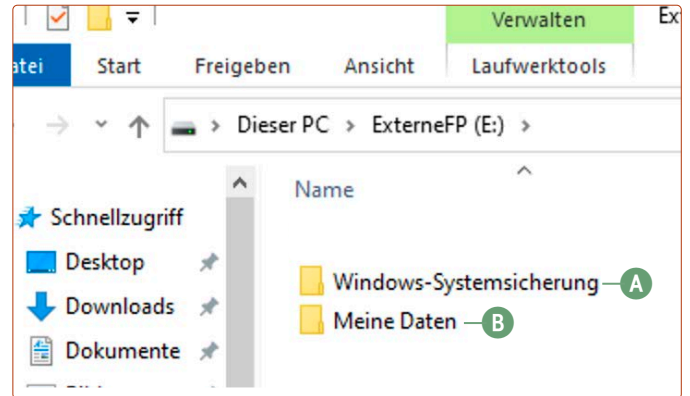 Verwalten
Ex
atei Start Freigeben Ansicht Laufwerktools
Dieser PC > ExterneFP (E:) >
Name
Schnellzugriff
Desktop
Downloads
Dokumente
Windows-Systemsicherung A
Meine Daten B